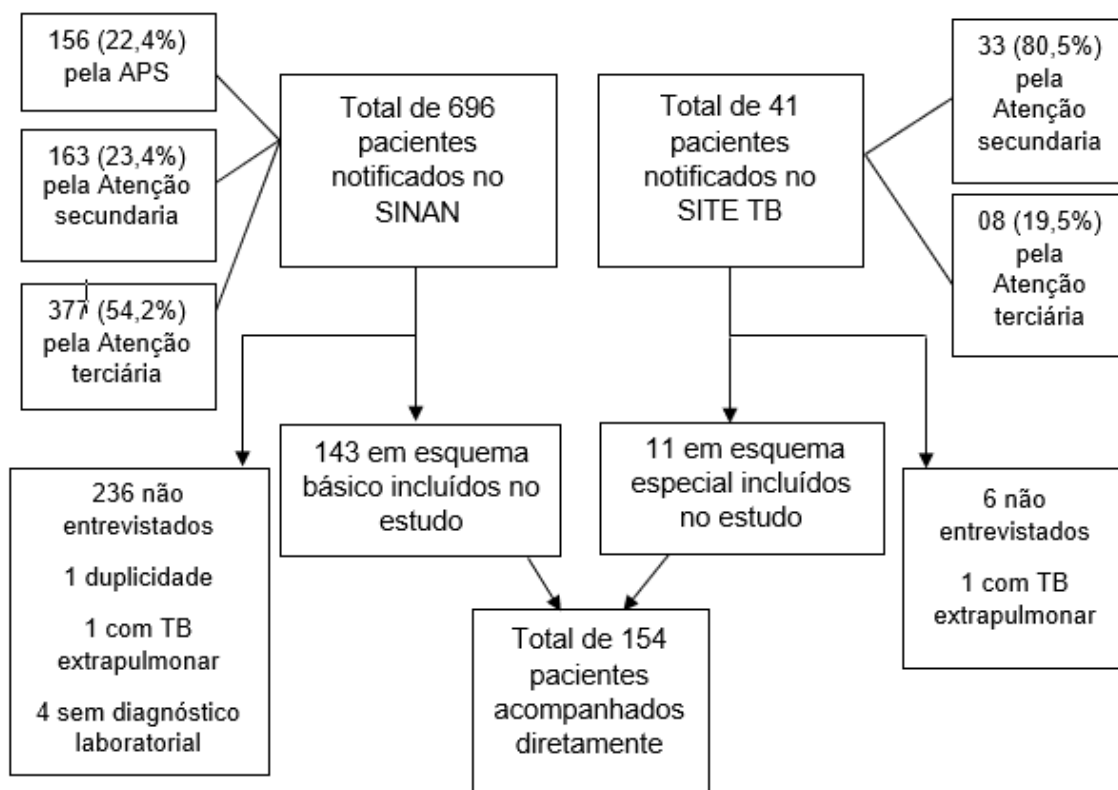 156 (22,4%)
pela APS
163 (23,4%)
pela Atenção
secundaria
377 (54,2%)
pela Atenção
terciária
Total de 696
pacientes
notificados no
SINAN
Total de 41
pacientes
notificados no
SITE TB
33 (80,5%)
pela
Atenção
secundaria
08 (19,5%)
pela
Atenção
terciária
236 não
entrevistados
1 duplicidade
1 com TB
extrapulmonar
4 sem diagnóstico
laboratorial
143 em esquema
básico incluídos no
estudo
11 em esquema
especial incluídos
no estudo
6 não
entrevistados
1 com TB
extrapulmonar
Total de 154
pacientes
acompanhados
diretamente